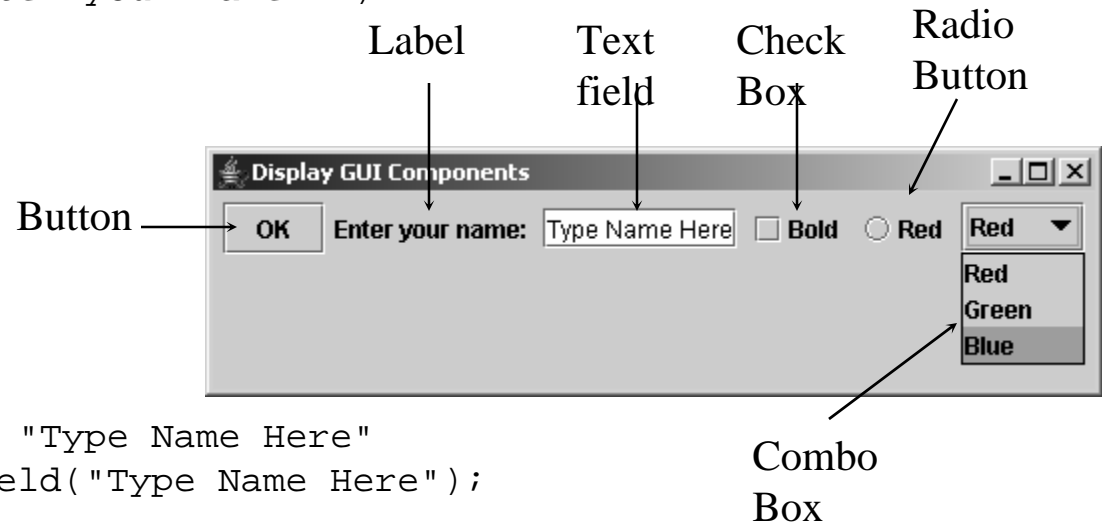 Label
Text
field
Check
Box
Radio
Button
Display GUI Components
Button
OK
Enter your name:
Type Name Here
Bold
Red
Red
Red
Green
Blue
"Type Name Here"
eld("Type Name Here");
Combo
Box